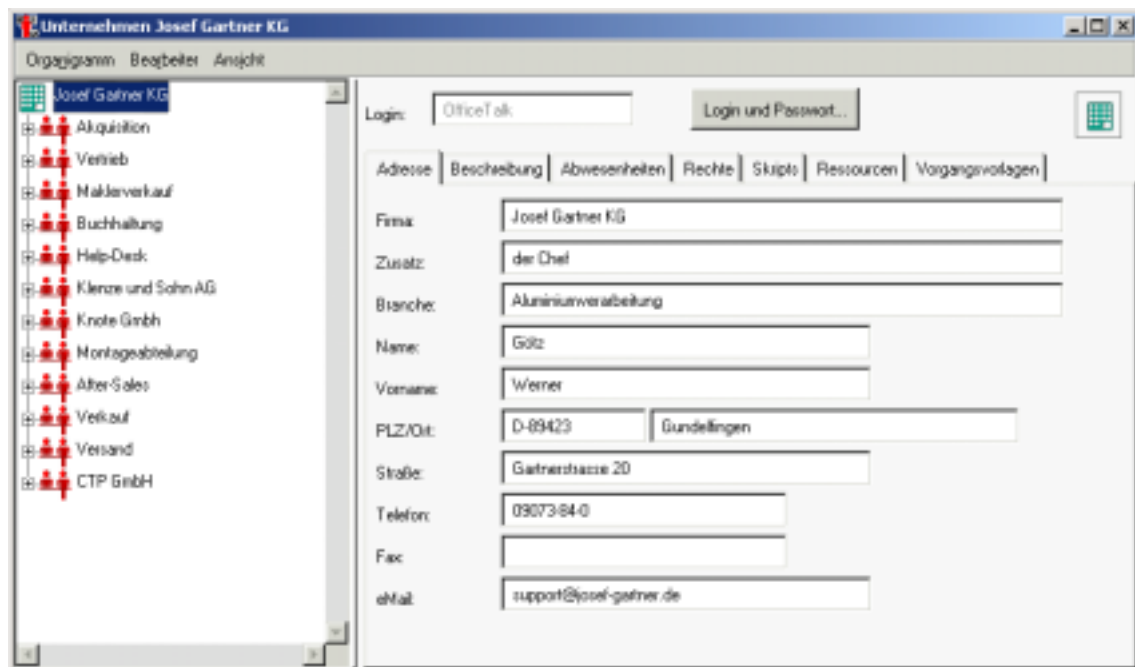 Unternehmen Josef Gartner KG
Organigramm Bearbeiter Ansicht
Josef Gartner KG
Akquisition
Vertrieb
Maklerverkauf
Buchhaltung
Help-Desk
Klenze und Sohn AG
Knote Gmbh
Montageabteilung
After-Sales
Verkauf
Versand
CTP GmbH
Login: OfficeTalk Login und Passwort...
Adresse Beschreibung Abwesenheiten Rechte Skripts Ressourcen Vorgangsvorlagen
Firma: Josef Gartner KG
Zusatz: der Chef
Branche: Aluminiumverarbeitung
Name: Götz
Vorname: Werner
PLZ/Ort: D-89423 Gundelfingen
Straße: Gartnerstrasse 20
Telefon: 09073-84-0
Fax:
eMail: support@josef-gartner.de